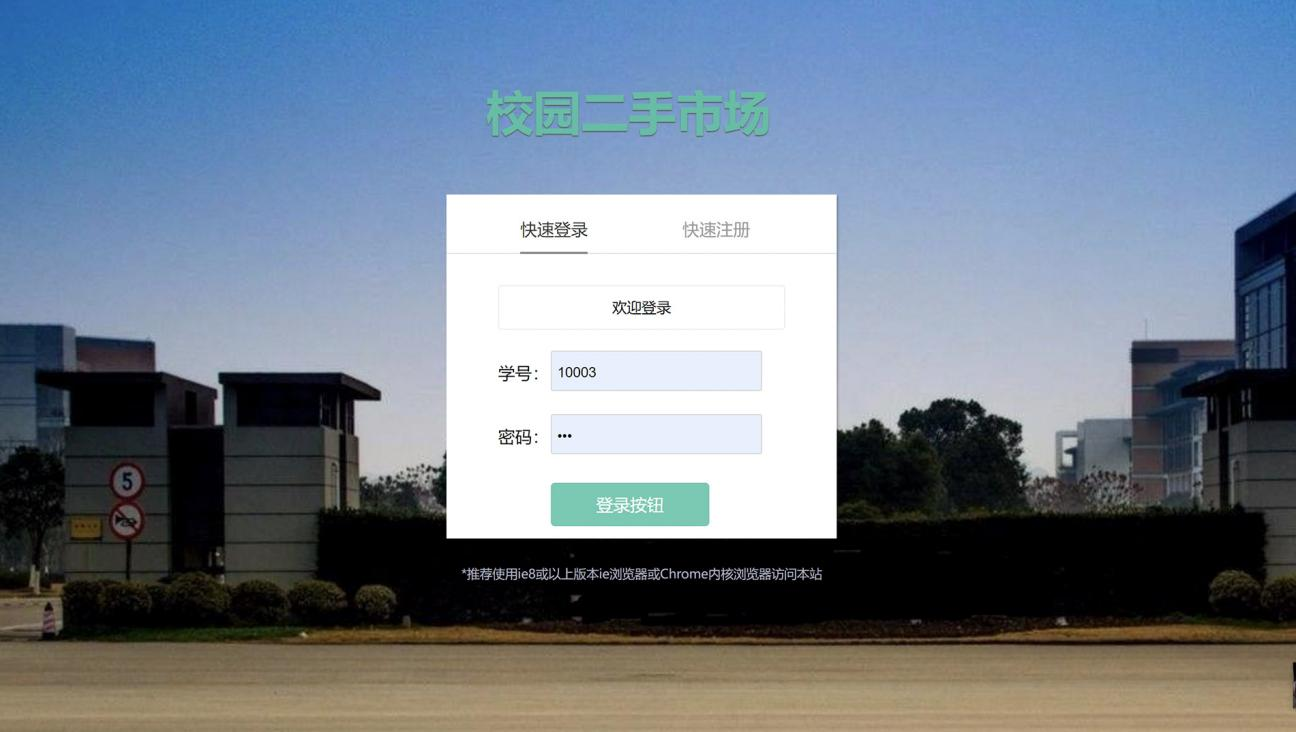 校园二手市场
快速登录 快速注册
欢迎登录
学号： 10003
密码： •••
登录按钮
*推荐使用ie8或以上版本ie浏览器或Chrome内核浏览器访问本站
5